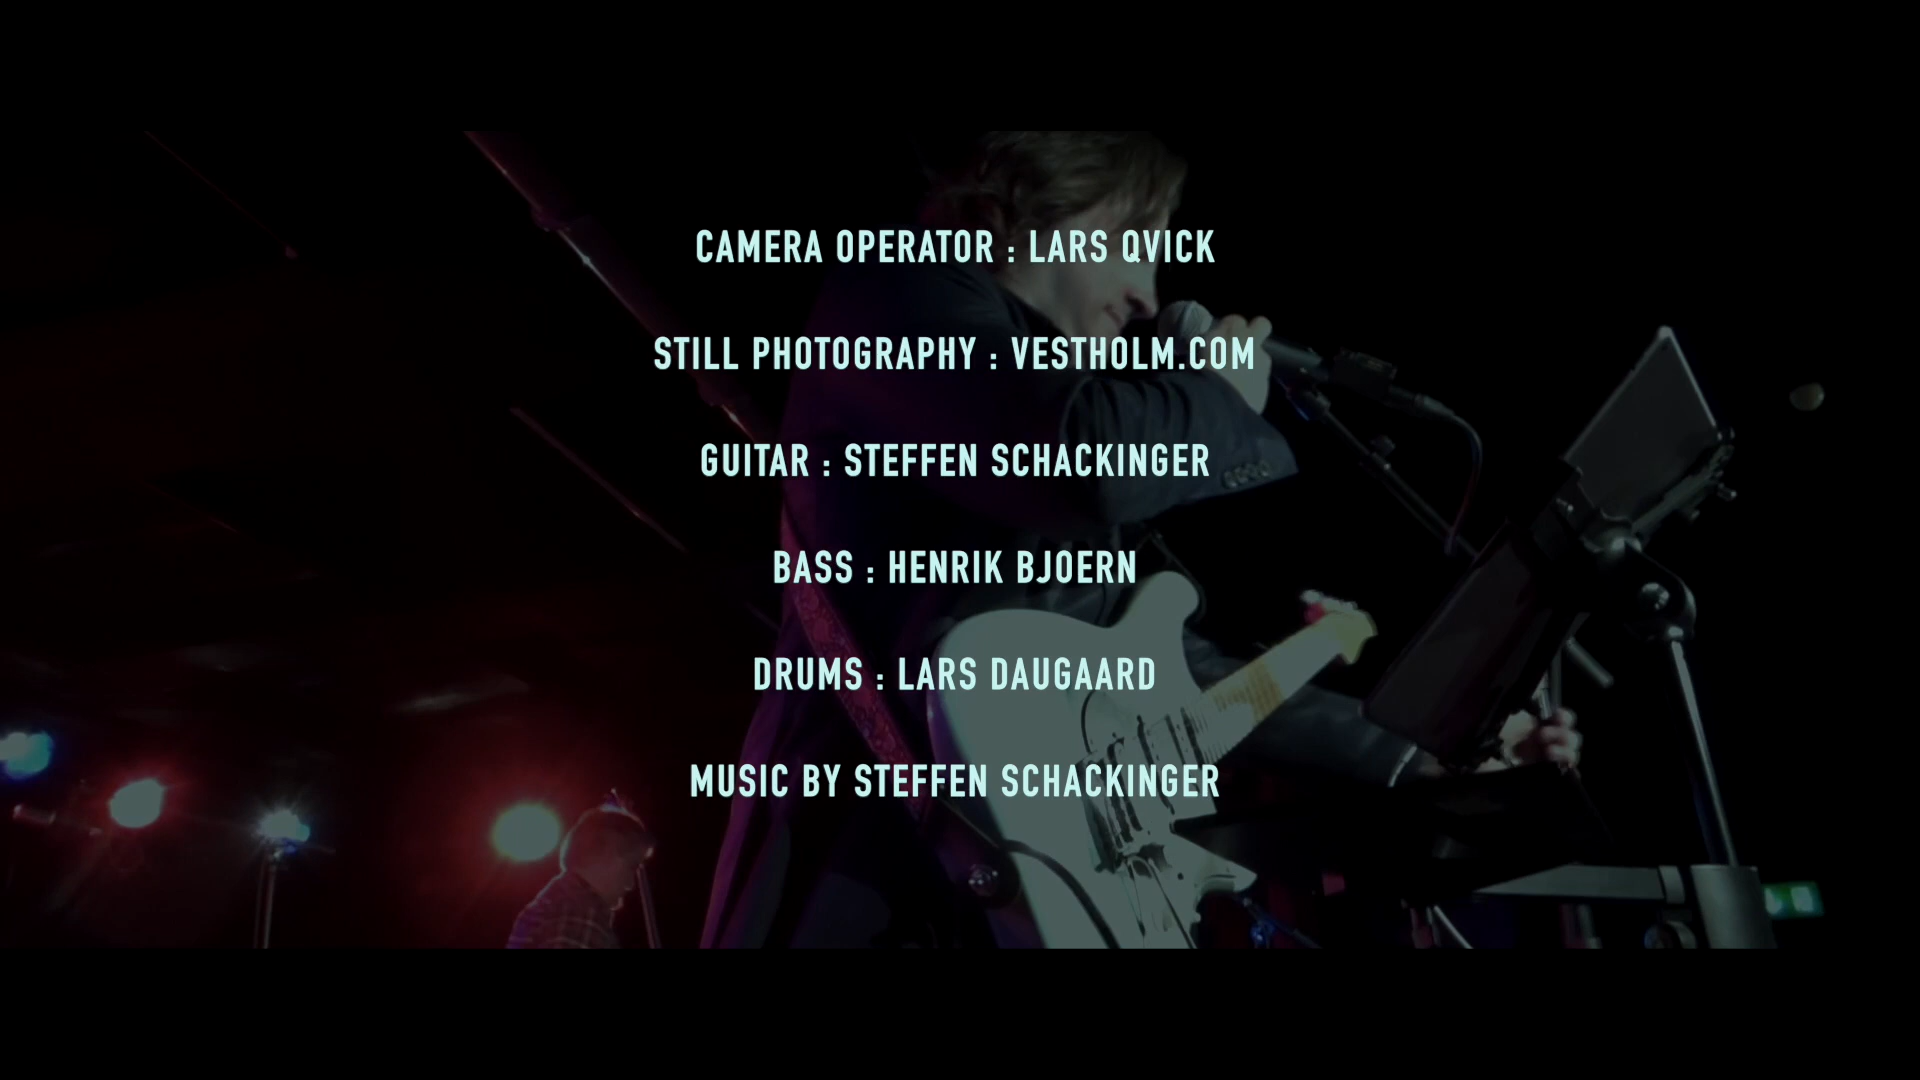 CAMERA OPERATOR : LARS QVICK
STILL PHOTOGRAPHY : VESTHOLM.COM
GUITAR : STEFFEN SCHACKINGER
BASS : HENRIK BJOERN
DRUMS : LARS DAUGAARD
MUSIC BY STEFFEN SCHACKINGER